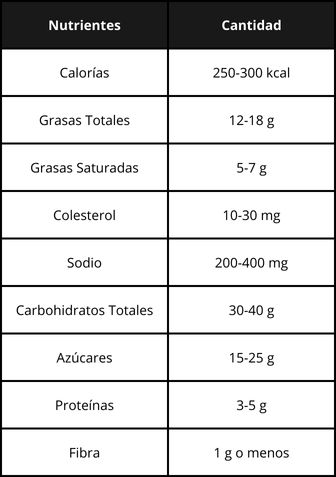 Nutrientes Cantidad
Calorías 250-300 kcal
Grasas Totales 12-18 g
Grasas Saturadas 5-7 g
Colesterol 10-30 mg
Sodio 200-400 mg
Carbohidratos Totales 30-40 g
Azúcares 15-25 g
Proteínas 3-5 g
Fibra 1 g o menos